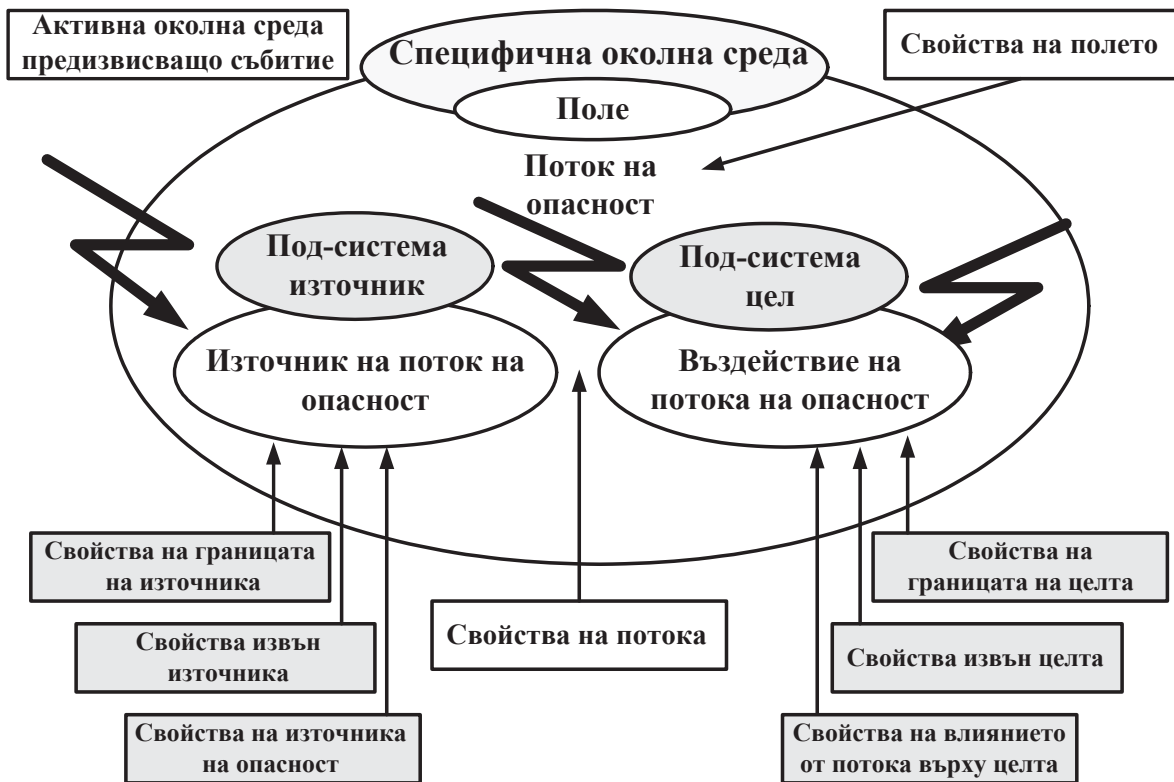 Активна околна среда
предизвисващо събитие
Специфична околна среда
Свойства на полето
Поле
Поток на
опасност
Под-система
източник
Под-система
цел
Източник на поток на
опасност
Въздействие на
потока на опасност
Свойства на границата
на източника
Свойства на
границата на целта
Свойства извън
източника
Свойства на потока
Свойства извън целта
Свойства на източника
на опасност
Свойства на влиянието
от потока върху целта